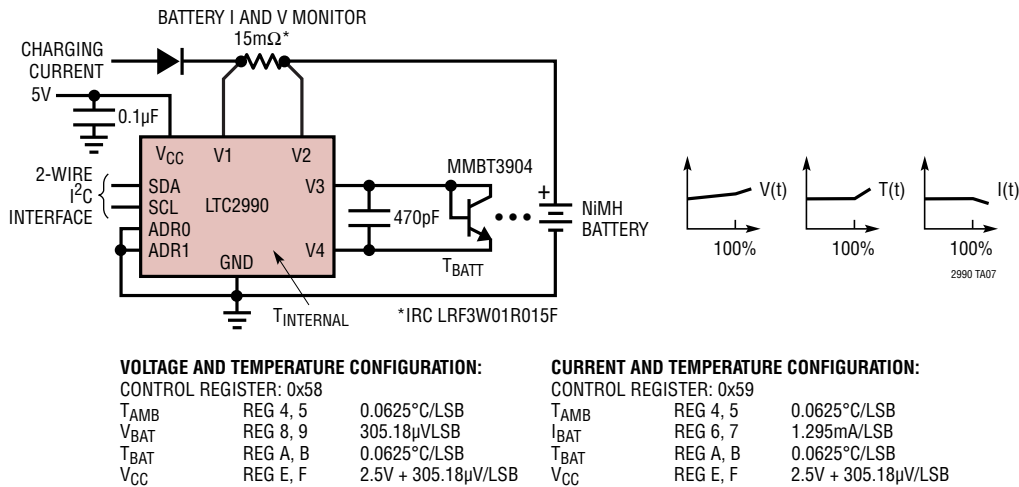 BATTERY I AND V MONITOR
15mΩ*
CHARGING
CURRENT
5V
0.1µF
VCC
V1
V2
2-WIRE
I2C
INTERFACE
SDA
SCL
ADR0
ADR1
LTC2990
GND
V3
V4
470pF
MMBT3904
TBATT
+
NiMH
BATTERY
TINTERNAL
*IRC LRF3W01R015F
V(t)
100%
T(t)
100%
I(t)
100%
2990 TA07
VOLTAGE AND TEMPERATURE CONFIGURATION:
CONTROL REGISTER: 0x58
TAMB REG 4, 5 0.0625°C/LSB
VBAT REG 8, 9 305.18µVLSB
TBAT REG A, B 0.0625°C/LSB
VCC REG E, F 2.5V + 305.18µV/LSB
CURRENT AND TEMPERATURE CONFIGURATION:
CONTROL REGISTER: 0x59
TAMB REG 4, 5 0.0625°C/LSB
IBAT REG 6, 7 1.295mA/LSB
TBAT REG A, B 0.0625°C/LSB
VCC REG E, F 2.5V + 305.18µV/LSB